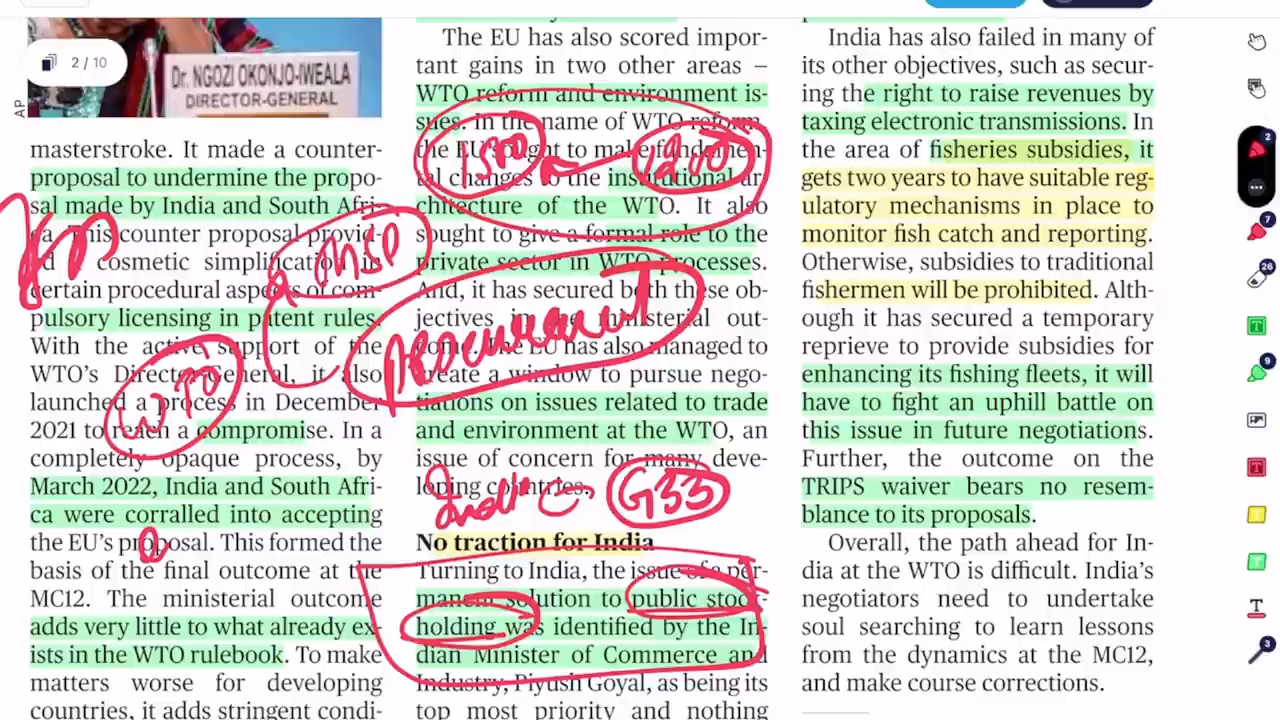 2 / 10
Dr. NGOZI OKONJO-IWEALA
DIRECTOR-GENERAL
AP
masterstroke. It made a counter-
proposal to undermine the propo-
sal made by India and South Afri-
ca. This counter proposal provid-
cosmetic simplification
certain procedural aspects of com-
pulsory licensing in patent rules.
With the active support of the
WTO's Director-General, it also
launched a process in December
2021 to reach a compromise. In a
completely opaque process, by
March 2022, India and South Afri-
ca were corralled into accepting
the EU's proposal. This formed the
basis of the final outcome at the
MC12. The ministerial outcome
adds very little to what already ex-
ists in the WTO rulebook. To make
matters worse for developing
countries, it adds stringent condi-
WTO
The EU has also scored impor-
tant gains in two other areas –
WTO reform and environment is-
sues. In the name of WTO reform,
the EU sought to make fundamen-
tal changes to the institutional ar-
chitecture of the WTO. It also
sought to give a formal role to the
private sector in WTO processes.
And, it has secured both these ob-
jectives in the ministerial out-
come. The EU has also managed to
create a window to pursue nego-
tiations on issues related to trade
and environment at the WTO, an
issue of concern for many deve-
loping countries.
1500
1200
Procurement
India
G33
No traction for India
Turning to India, the issue of a per-
manent solution to public stock-
holding was identified by the In-
dian Minister of Commerce and
Industry, Piyush Goyal, as being its
top most priority and nothing
India has also failed in many of
its other objectives, such as secur-
ing the right to raise revenues by
taxing electronic transmissions. In
the area of fisheries subsidies, it
gets two years to have suitable reg-
ulatory mechanisms in place to
monitor fish catch and reporting.
Otherwise, subsidies to traditional
fishermen will be prohibited. Alth-
ough it has secured a temporary
reprieve to provide subsidies for
enhancing its fishing fleets, it will
have to fight an uphill battle on
this issue in future negotiations.
Further, the outcome on the
TRIPS waiver bears no resem-
blance to its proposals.
Overall, the path ahead for In-
dia at the WTO is difficult. India's
negotiators need to undertake
soul searching to learn lessons
from the dynamics at the MC12,
and make course corrections.
2
7
26
9
3